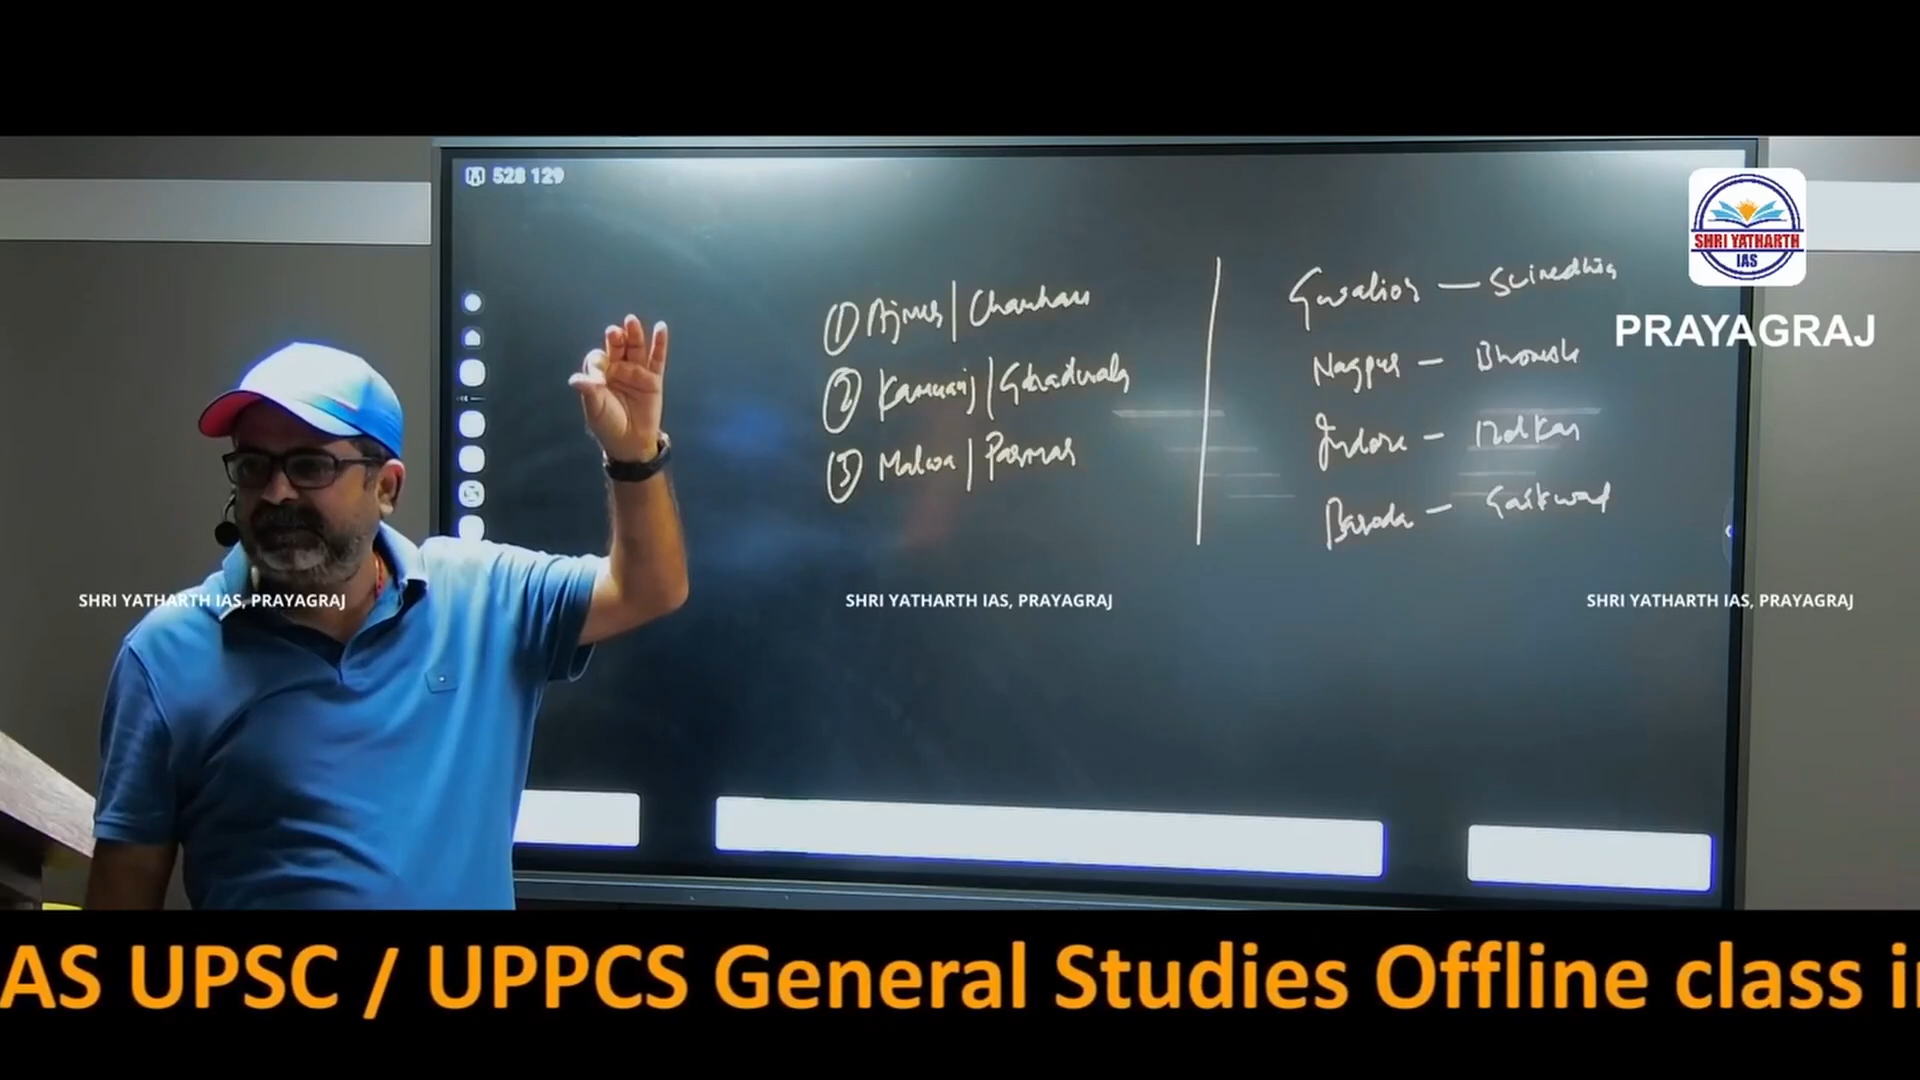 528 129
SHRI YATHARTH
IAS
PRAYAGRAJ
① Ajmer | Chauhan
② Kannauj | Gahadwala
③ Malwa | Parmar
Gwalior — Scinedhia
Nagpur — Bhonsle
Indore — Holkar
Baroda — Gaikwad
SHRI YATHARTH IAS, PRAYAGRAJ
SHRI YATHARTH IAS, PRAYAGRAJ
SHRI YATHARTH IAS, PRAYAGRAJ
AS UPSC / UPPCS General Studies Offline class i